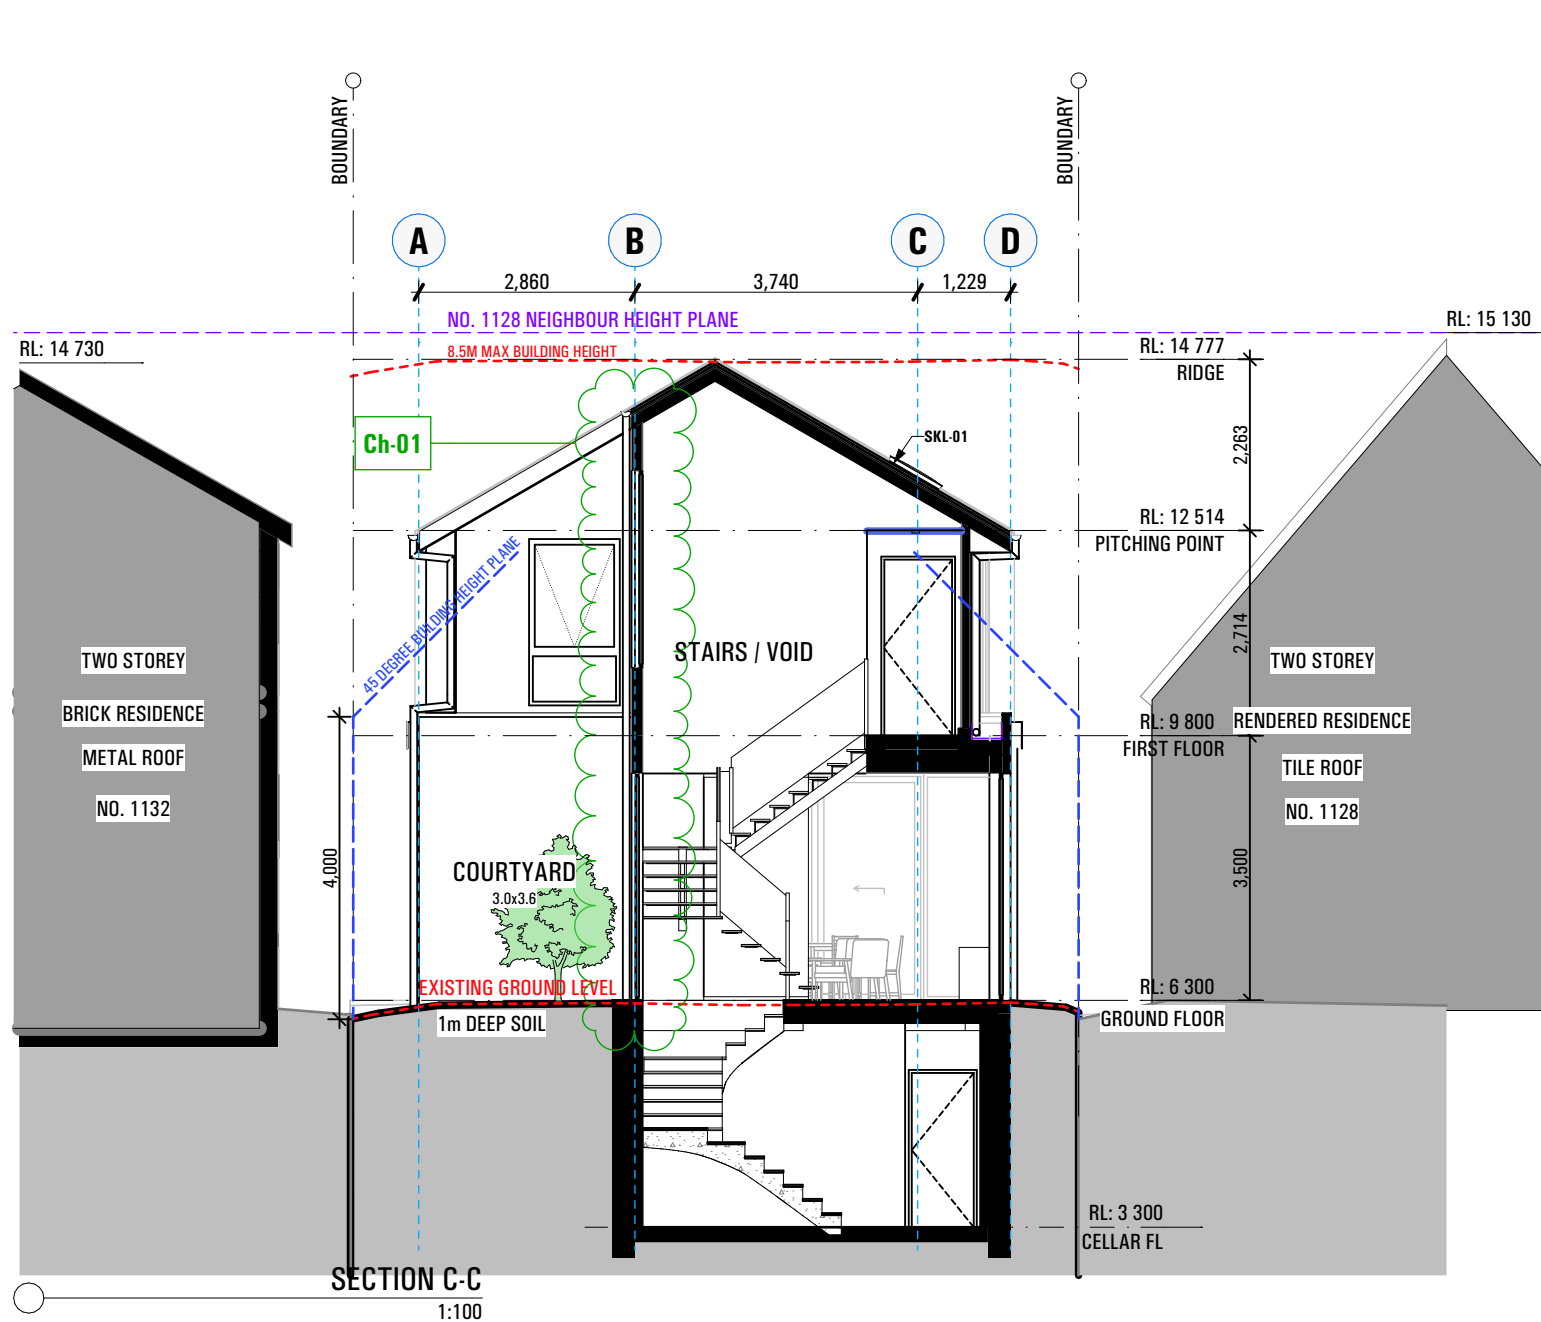 BOUNDARY
BOUNDARY
A
B
C
D
2,860
3,740
1,229
NO. 1128 NEIGHBOUR HEIGHT PLANE
RL: 15 130
RL: 14 730
8.5M MAX BUILDING HEIGHT
RL: 14 777
RIDGE
Ch-01
SKL-01
2,263
RL: 12 514
PITCHING POINT
45 DEGREE BUILDING HEIGHT PLANE
STAIRS / VOID
2,714
TWO STOREY
BRICK RESIDENCE
METAL ROOF
NO. 1132
TWO STOREY
RENDERED RESIDENCE
TILE ROOF
NO. 1128
RL: 9 800
FIRST FLOOR
4,000
COURTYARD
3.0x3.6
3,500
EXISTING GROUND LEVEL
RL: 6 300
GROUND FLOOR
1m DEEP SOIL
RL: 3 300
CELLAR FL
SECTION C-C
1:100